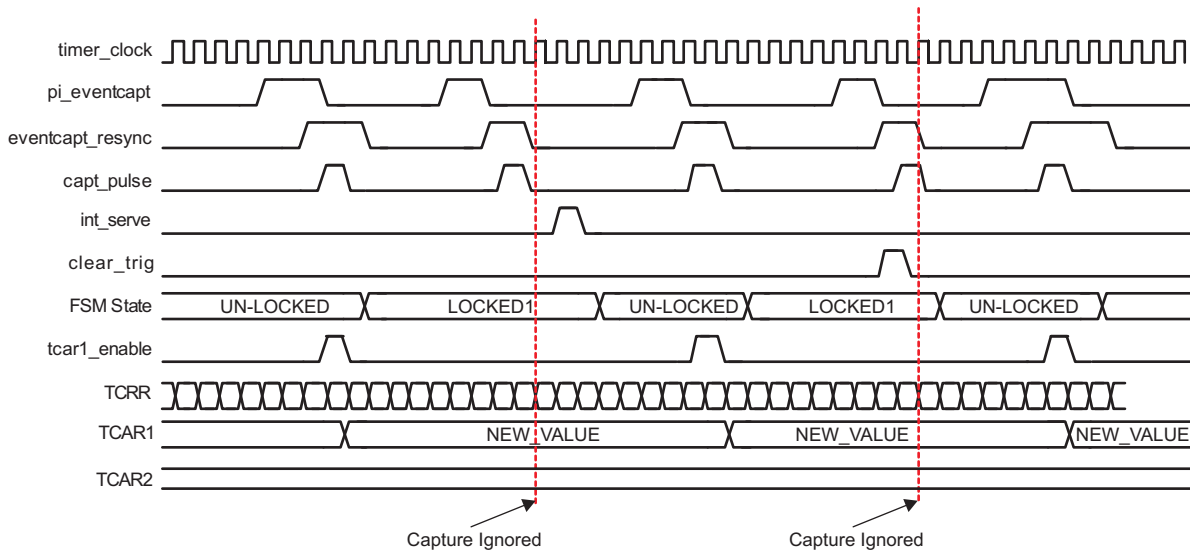 timer_clock
pi_eventcapt
eventcapt_resync
capt_pulse
int_serve
clear_trig
FSM State
UN-LOCKED LOCKED1 UN-LOCKED LOCKED1 UN-LOCKED
tcar1_enable
TCRR
TCAR1
NEW_VALUE NEW_VALUE NEW_VALUE
TCAR2
Capture Ignored Capture Ignored